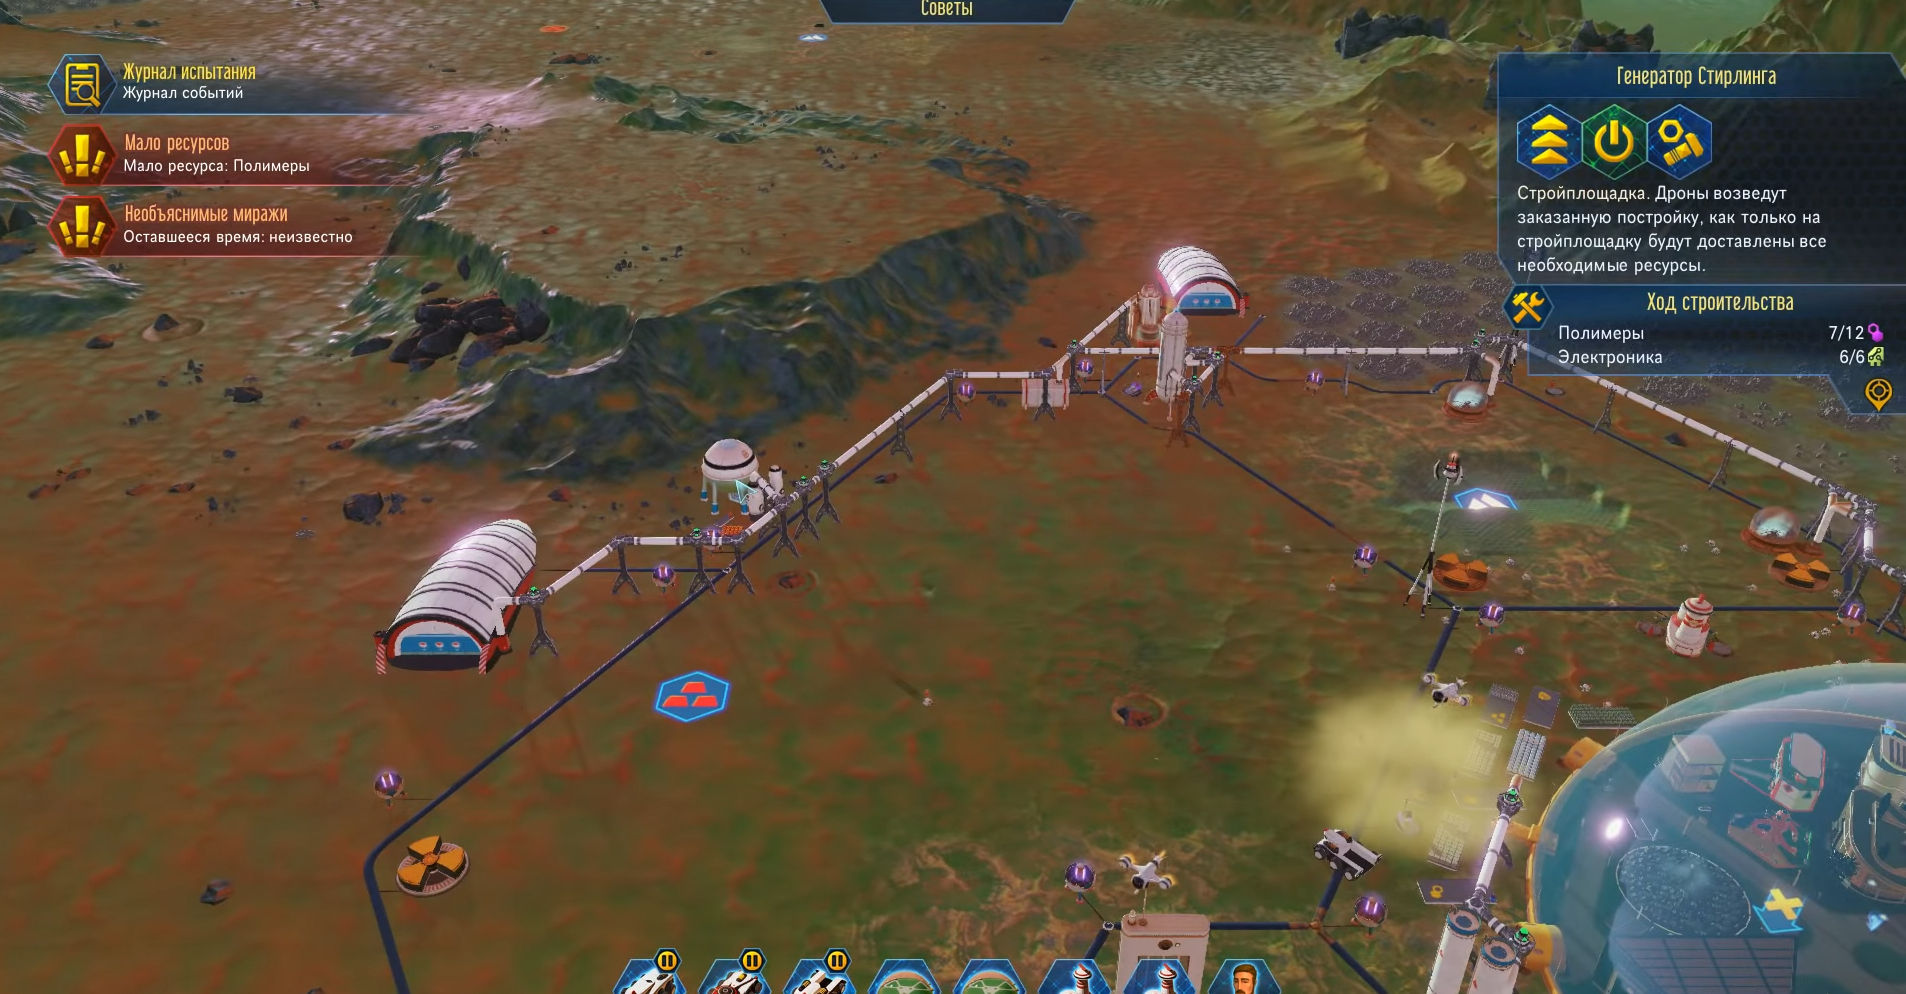 Советы
Журнал испытания
Журнал событий
Мало ресурсов
Мало ресурса: Полимеры
Необъяснимые миражи
Оставшееся время: неизвестно
Генератор Стирлинга
Стройплощадка. Дроны возведут
заказанную постройку, как только на
стройплощадку будут доставлены все
необходимые ресурсы.
Ход строительства
Полимеры 7/12
Электроника 6/6